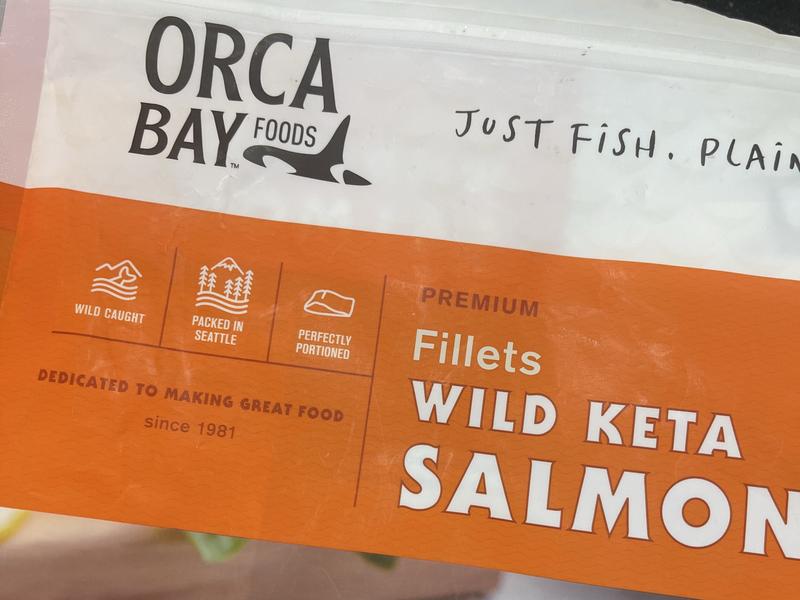 ORCA
BAY FOODS™
JUST FiSH. PLAiN
WILD CAUGHT
PACKED IN
SEATTLE
PERFECTLY
PORTIONED
DEDICATED TO MAKING GREAT FOOD
since 1981
PREMIUM
Fillets
WILD KETA
SALMON